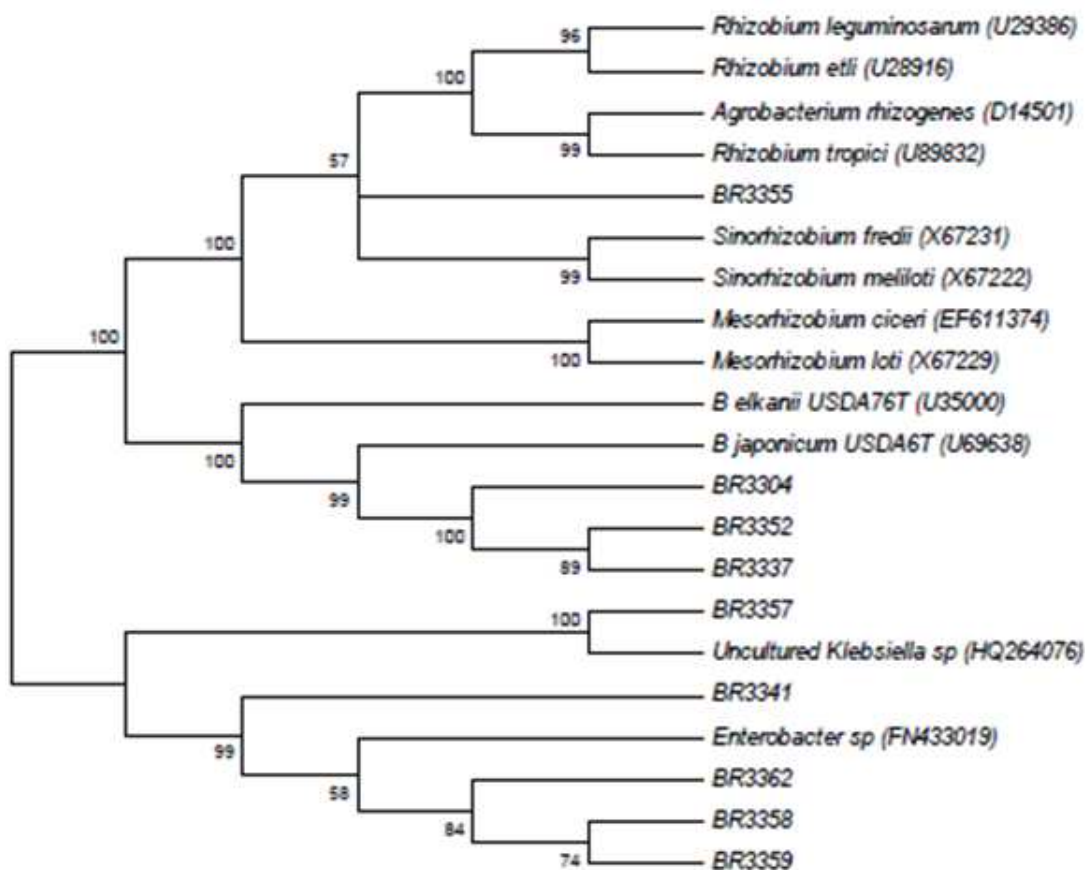 Rhizobium leguminosarum (U29386)
96
Rhizobium etli (U28916)
100
Agrobacterium rhizogenes (D14501)
99
Rhizobium tropici (U89832)
57
BR3355
Sinorhizobium fredii (X67231)
100
99
Sinorhizobium meliloti (X67222)
Mesorhizobium ciceri (EF611374)
100
100
Mesorhizobium loti (X67229)
B elkanii USDA76T (U35000)
B japonicum USDA6T (U69638)
100
BR3304
99
BR3352
100
BR3337
89
BR3357
100
Uncultured Klebsiella sp (HQ264076)
BR3341
Enterobacter sp (FN433019)
99
BR3362
58
BR3358
84
BR3359
74